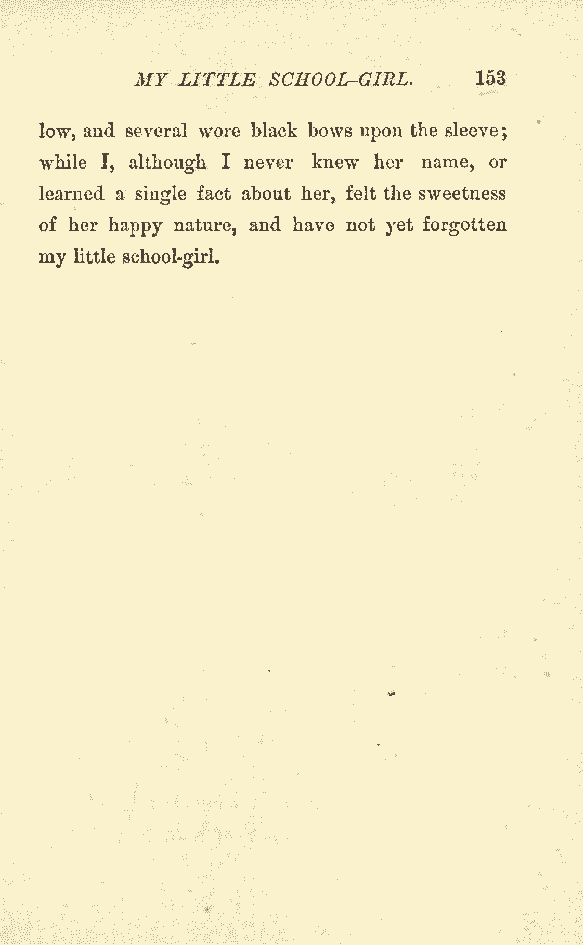 MY LITTLE SCHOOL-GIRL. 153
low, and several wore black bows upon the sleeve;
while I, although I never knew her name, or
learned a single fact about her, felt the sweetness
of her happy nature, and have not yet forgotten
my little school-girl.